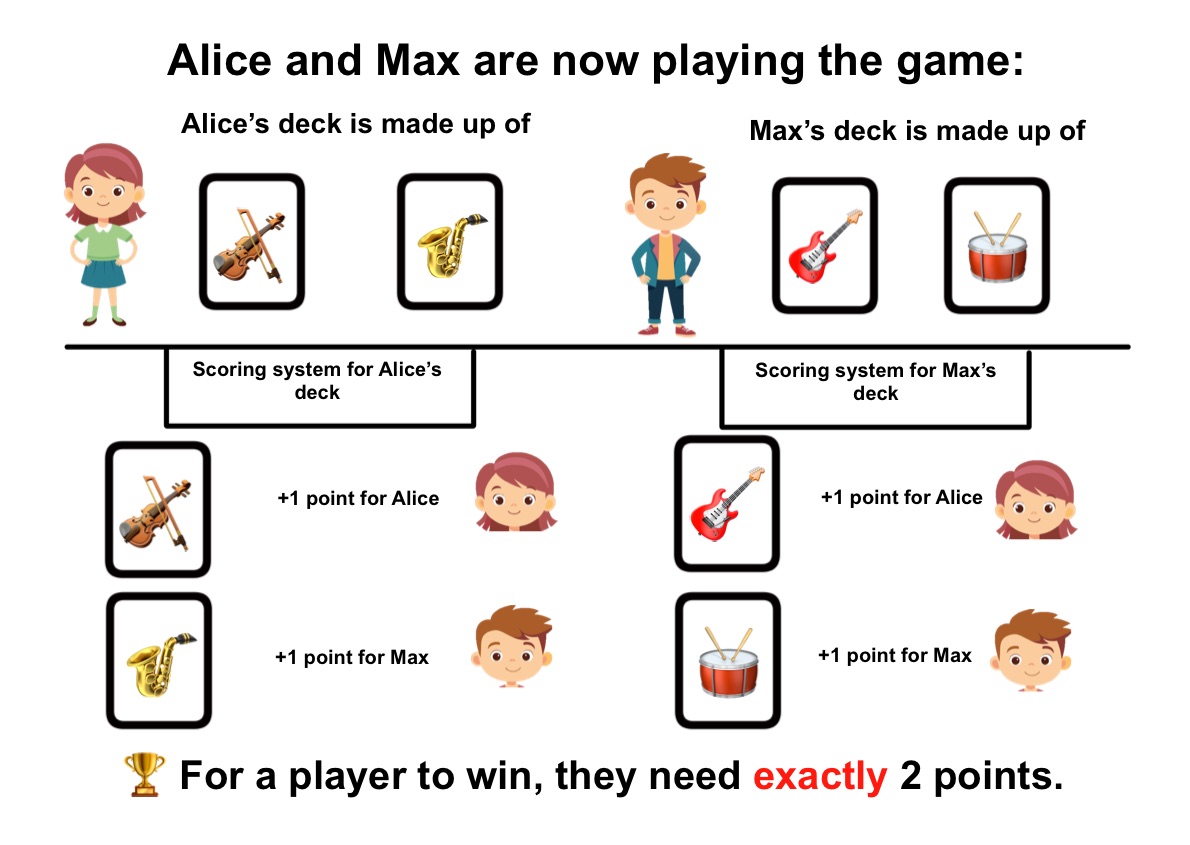 Alice and Max are now playing the game:
Alice’s deck is made up of
Max’s deck is made up of
Scoring system for Alice’s
deck
Scoring system for Max’s
deck
+1 point for Alice
+1 point for Alice
+1 point for Max
+1 point for Max
For a player to win, they need exactly 2 points.